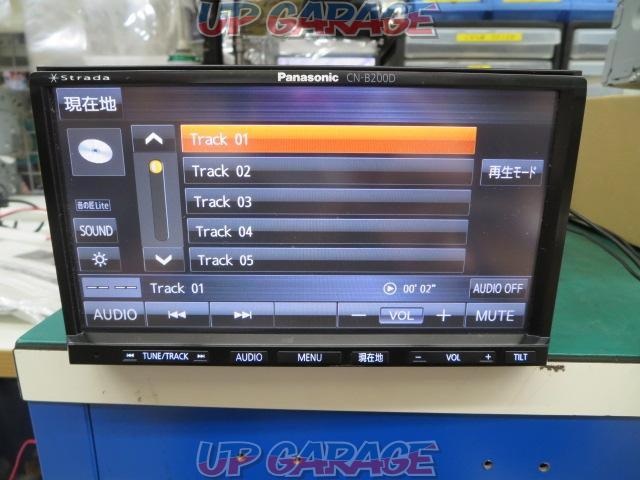 UP GARAGE
Strada
Panasonic CN-B200D
現在地
Track 01
Track 02
再生モード
Track 03
音の匠Lite
SOUND
Track 04
Track 05
Track 01 00' 02" AUDIO OFF
AUDIO - VOL + MUTE
TUNE/TRACK AUDIO MENU 現在地 - VOL + TILT
UP GARAGE